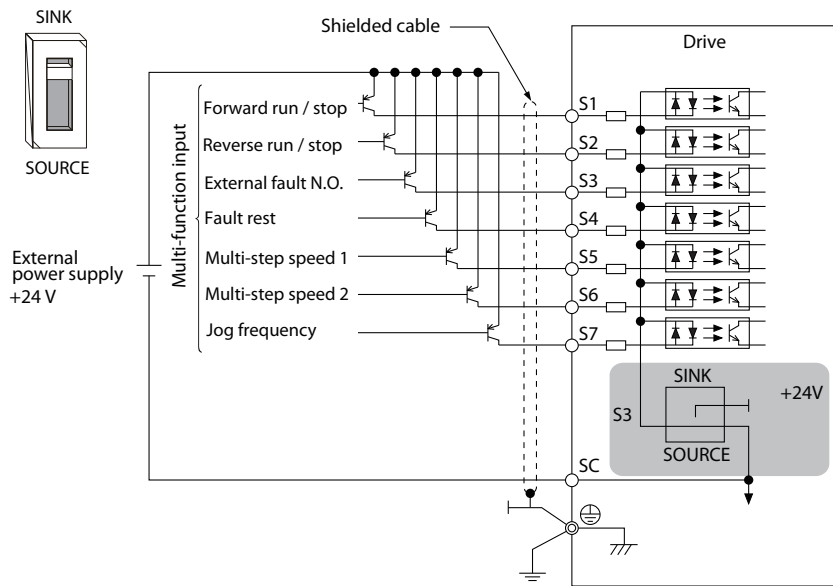 SINK
SOURCE
Shielded cable
Drive
Multi-function input
Forward run / stop
Reverse run / stop
External fault N.O.
Fault rest
Multi-step speed 1
Multi-step speed 2
Jog frequency
External
power supply
+24 V
S1
S2
S3
S4
S5
S6
S7
SINK
+24V
S3
SOURCE
SC